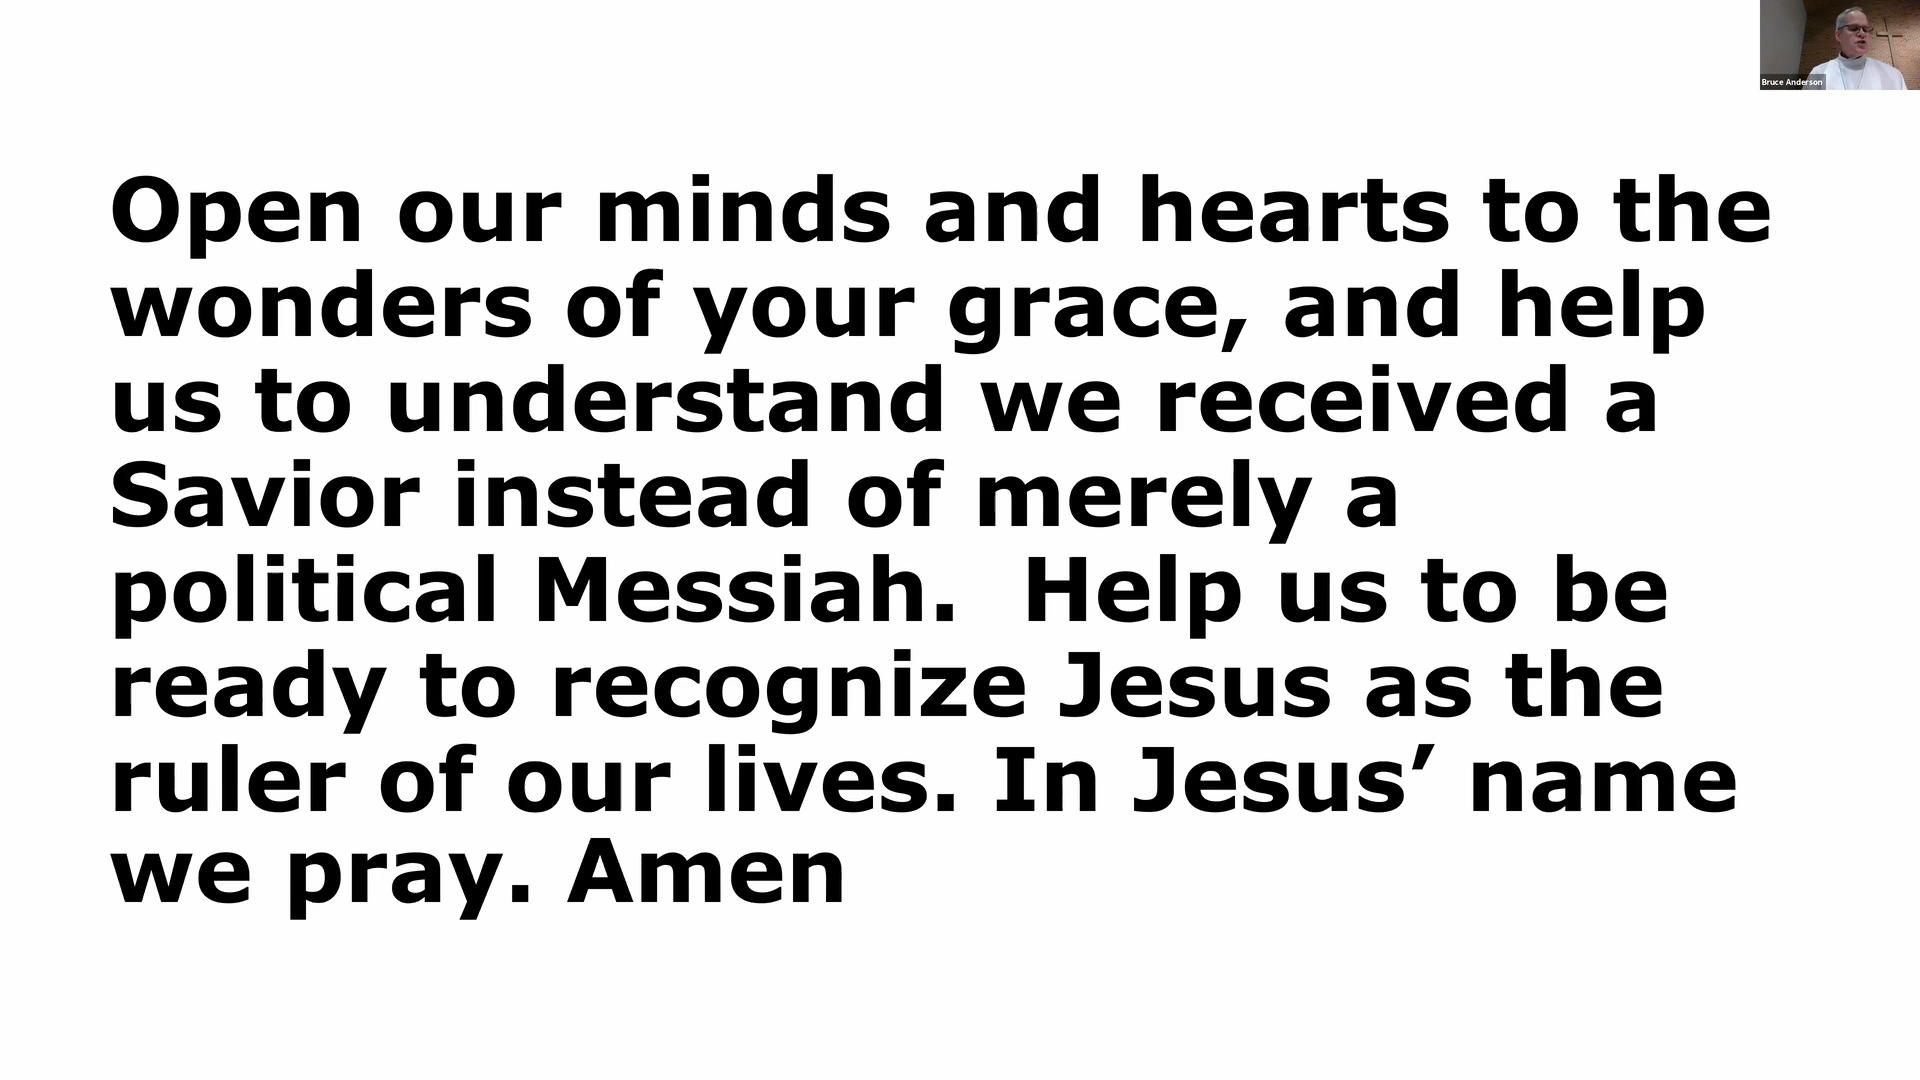 Bruce Anderson
Open our minds and hearts to the
wonders of your grace, and help
us to understand we received a
Savior instead of merely a
political Messiah.  Help us to be
ready to recognize Jesus as the
ruler of our lives. In Jesus’ name
we pray. Amen